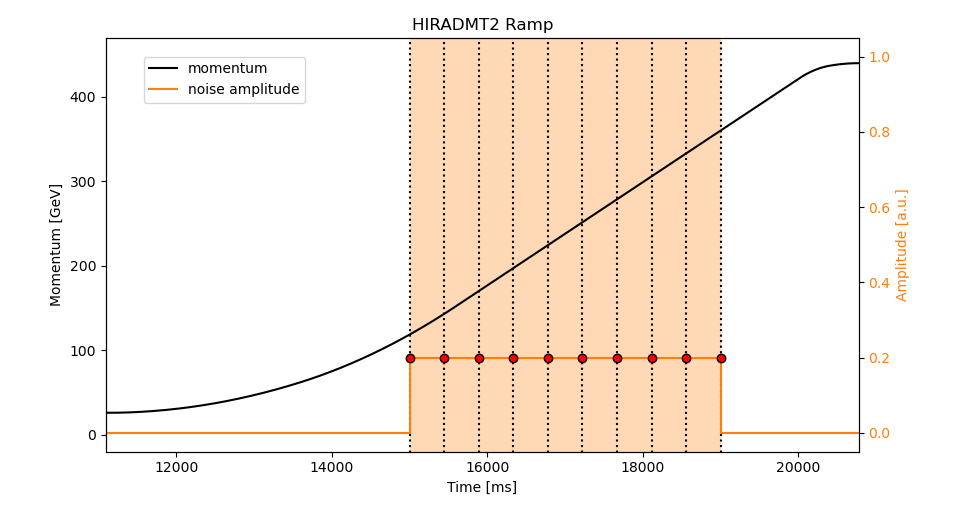 HIRADMT2 Ramp
momentum
noise amplitude
Momentum [GeV]
400
300
200
100
0
1.0
0.8
0.6
0.4
0.2
0.0
Amplitude [a.u.]
12000 14000 16000 18000 20000
Time [ms]